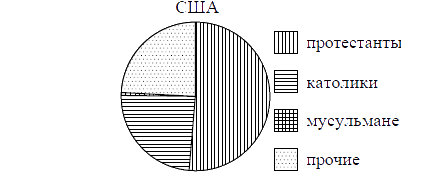 США
протестанты
католики
мусульмане
прочие